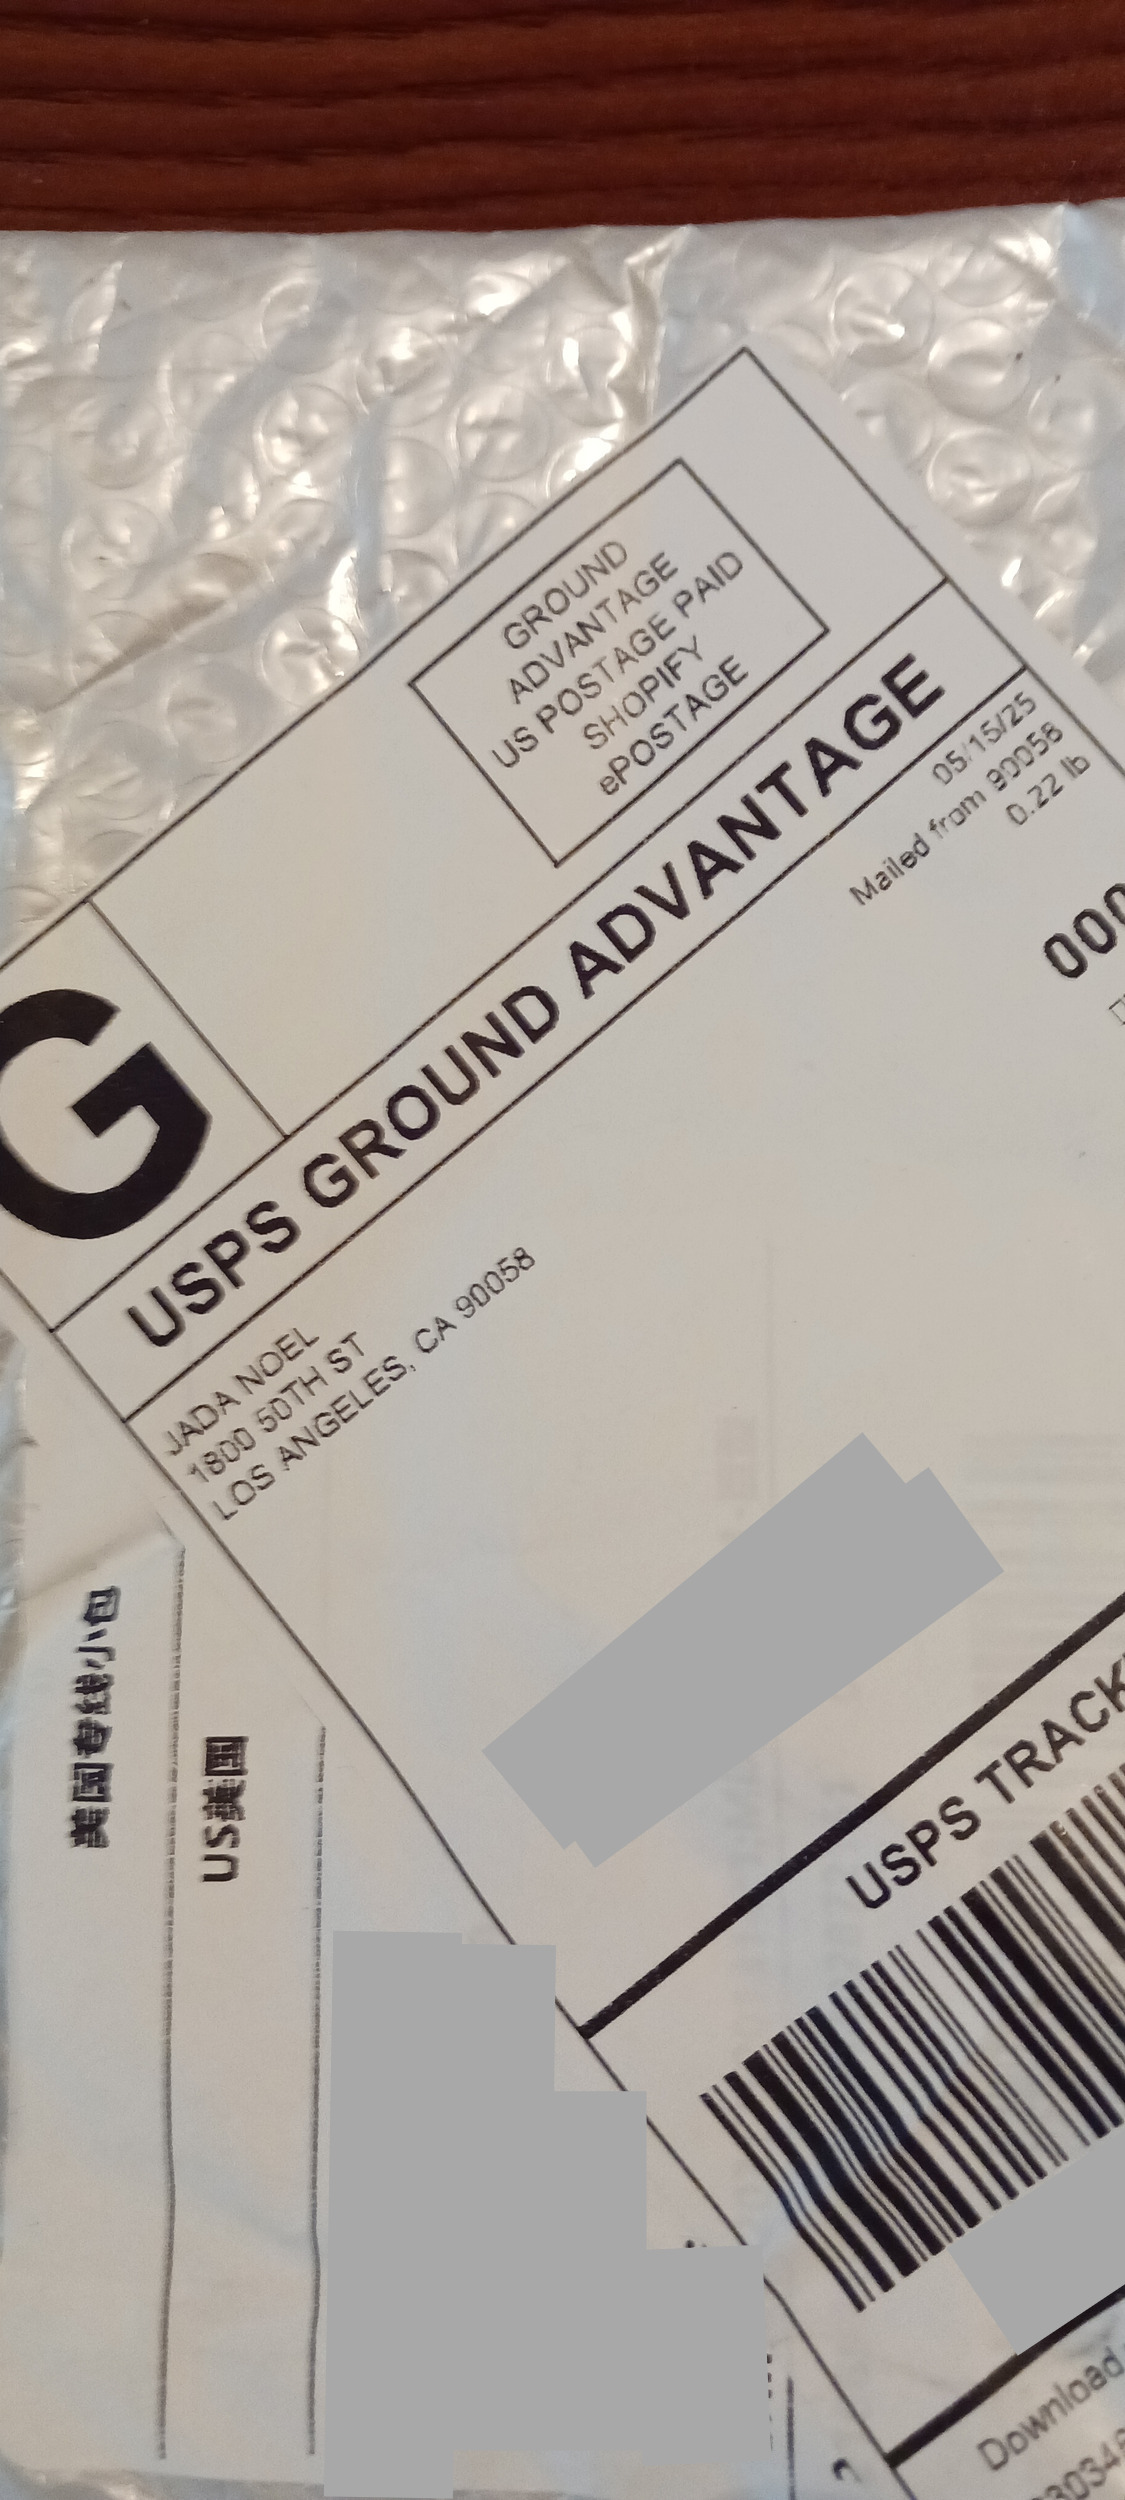 GROUND
ADVANTAGE
US POSTAGE PAID
SHOPIFY
ePOSTAGE
G
USPS GROUND ADVANTAGE
05/15/25
Mailed from 90058
0.22 lb
000
JADA NOEL
1800 50TH ST
LOS ANGELES, CA 90058
USPS TRACK
Download
美国专线小包
US美国